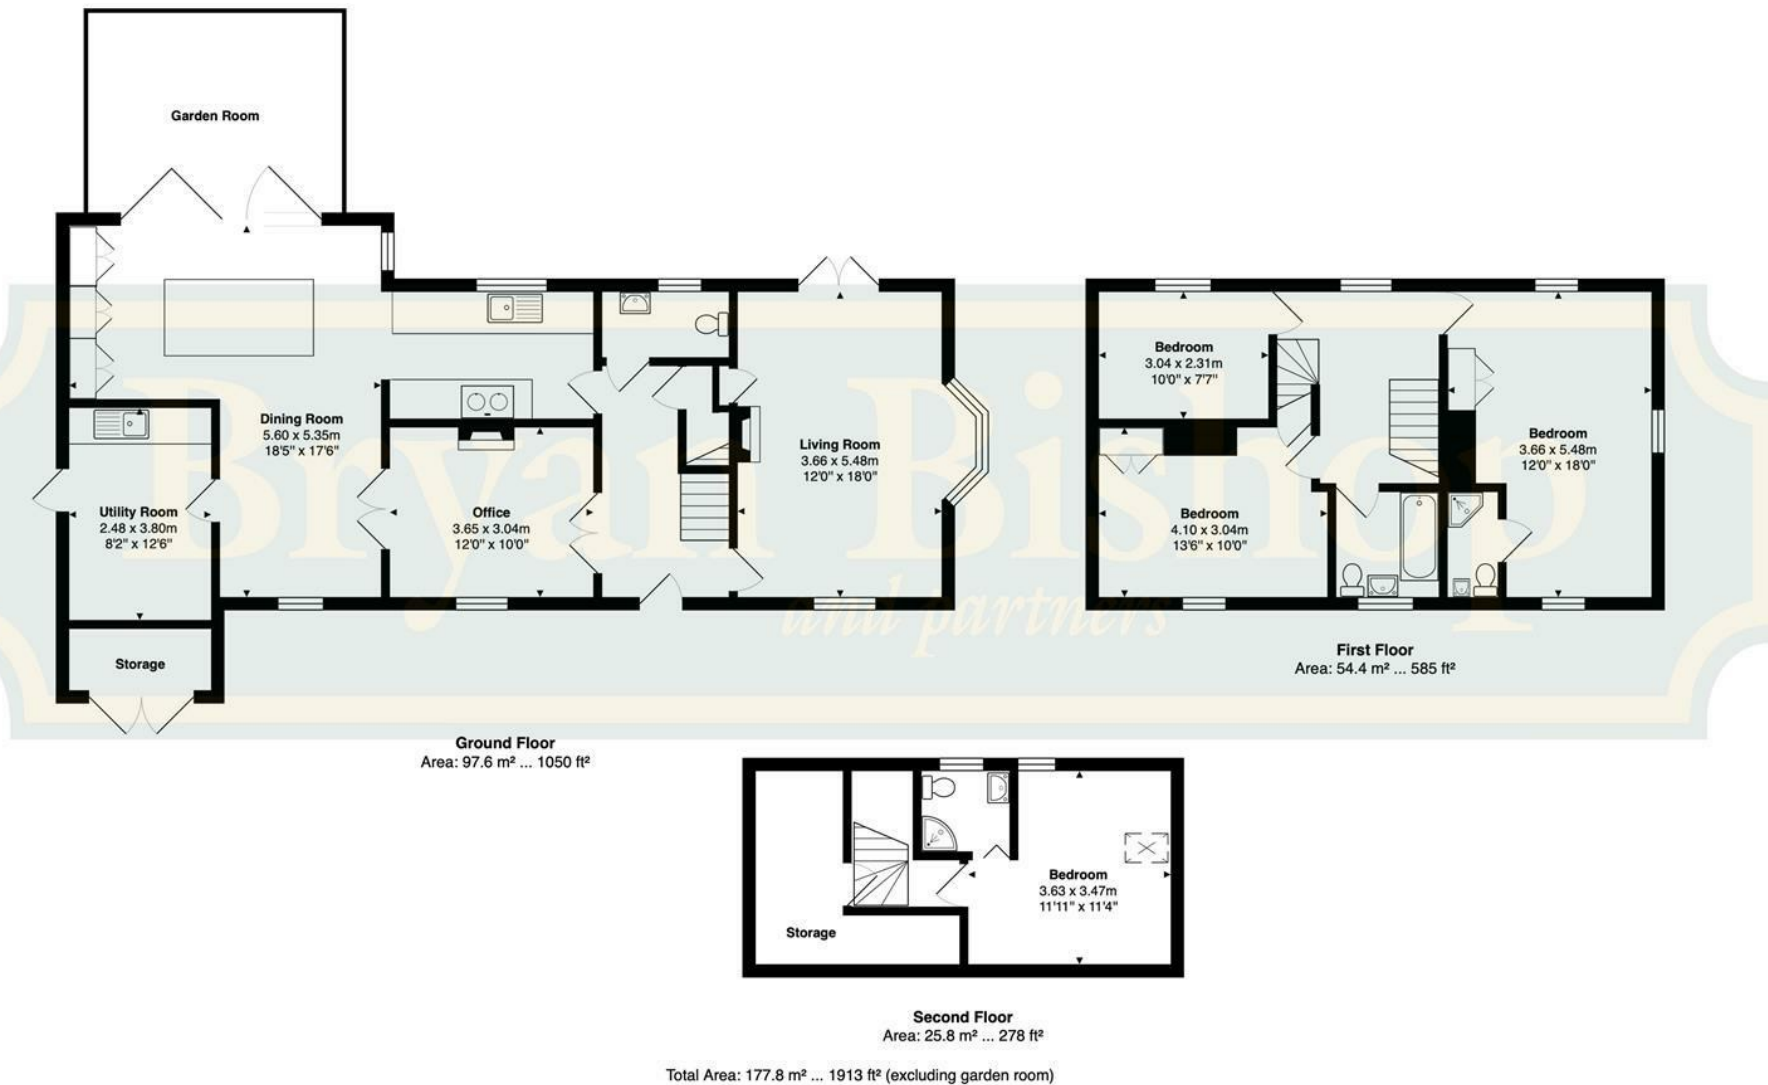 Garden Room
Dining Room
5.60 x 5.35m
18'5" x 17'6"
Utility Room
2.48 x 3.80m
8'2" x 12'6"
Office
3.65 x 3.04m
12'0" x 10'0"
Living Room
3.66 x 5.48m
12'0" x 18'0"
Storage
Ground Floor
Area: 97.6 m² ... 1050 ft²
Bedroom
3.04 x 2.31m
10'0" x 7'7"
Bedroom
3.66 x 5.48m
12'0" x 18'0"
Bedroom
4.10 x 3.04m
13'6" x 10'0"
First Floor
Area: 54.4 m² ... 585 ft²
Bryan Bishop
and partners
Bedroom
3.63 x 3.47m
11'11" x 11'4"
Storage
Second Floor
Area: 25.8 m² ... 278 ft²
Total Area: 177.8 m² ... 1913 ft² (excluding garden room)